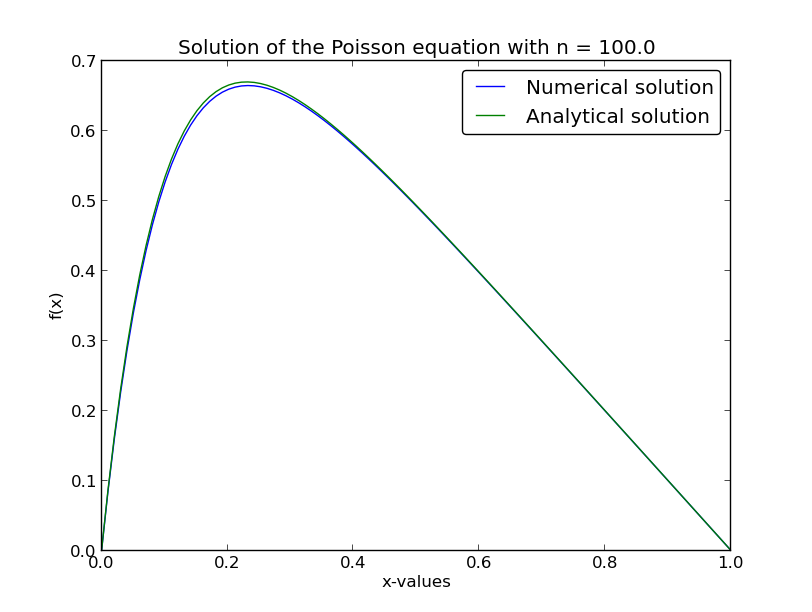 Solution of the Poisson equation with n = 100.0
Numerical solution
Analytical solution
0.7
0.6
0.5
0.4
0.3
0.2
0.1
0.0
f(x)
0.0 0.2 0.4 0.6 0.8 1.0
x-values